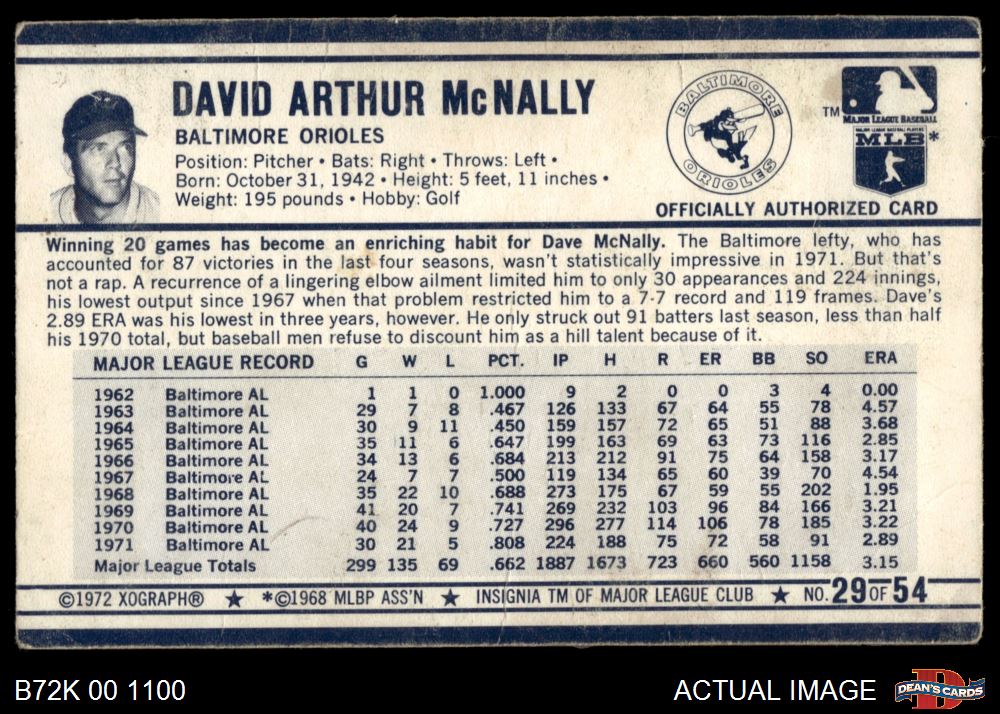 DAVID ARTHUR McNALLY
BALTIMORE ORIOLES
Position: Pitcher • Bats: Right • Throws: Left •
Born: October 31, 1942 • Height: 5 feet, 11 inches •
Weight: 195 pounds • Hobby: Golf
BALTIMORE
ORIOLES
TM
MAJOR LEAGUE BASEBALL
MAJOR LEAGUE BASEBALL PLAYERS
MLB*
OFFICIALLY AUTHORIZED CARD
Winning 20 games has become an enriching habit for Dave McNally. The Baltimore lefty, who has
accounted for 87 victories in the last four seasons, wasn't statistically impressive in 1971. But that's
not a rap. A recurrence of a lingering elbow ailment limited him to only 30 appearances and 224 innings,
his lowest output since 1967 when that problem restricted him to a 7-7 record and 119 frames. Dave's
2.89 ERA was his lowest in three years, however. He only struck out 91 batters last season, less than half
his 1970 total, but baseball men refuse to discount him as a hill talent because of it.
MAJOR LEAGUE RECORD G W L PCT. IP H R ER BB SO ERA
1962 Baltimore AL 1 1 0 1.000 9 2 0 0 3 4 0.00
1963 Baltimore AL 29 7 8 .467 126 133 67 64 55 78 4.57
1964 Baltimore AL 30 9 11 .450 159 157 72 65 51 88 3.68
1965 Baltimore AL 35 11 6 .647 199 163 69 63 73 116 2.85
1966 Baltimore AL 34 13 6 .684 213 212 91 75 64 158 3.17
1967 Baltimore AL 24 7 7 .500 119 134 65 60 39 70 4.54
1968 Baltimore AL 35 22 10 .688 273 175 67 59 55 202 1.95
1969 Baltimore AL 41 20 7 .741 269 232 103 96 84 166 3.21
1970 Baltimore AL 40 24 9 .727 296 277 114 106 78 185 3.22
1971 Baltimore AL 30 21 5 .808 224 188 75 72 58 91 2.89
Major League Totals 299 135 69 .662 1887 1673 723 660 560 1158 3.15
©1972 XOGRAPH® ★ *©1968 MLBP ASS'N ★ INSIGNIA TM OF MAJOR LEAGUE CLUB ★ NO. 29 OF 54
B72K 00 1100
ACTUAL IMAGE
D
DEAN'S CARDS